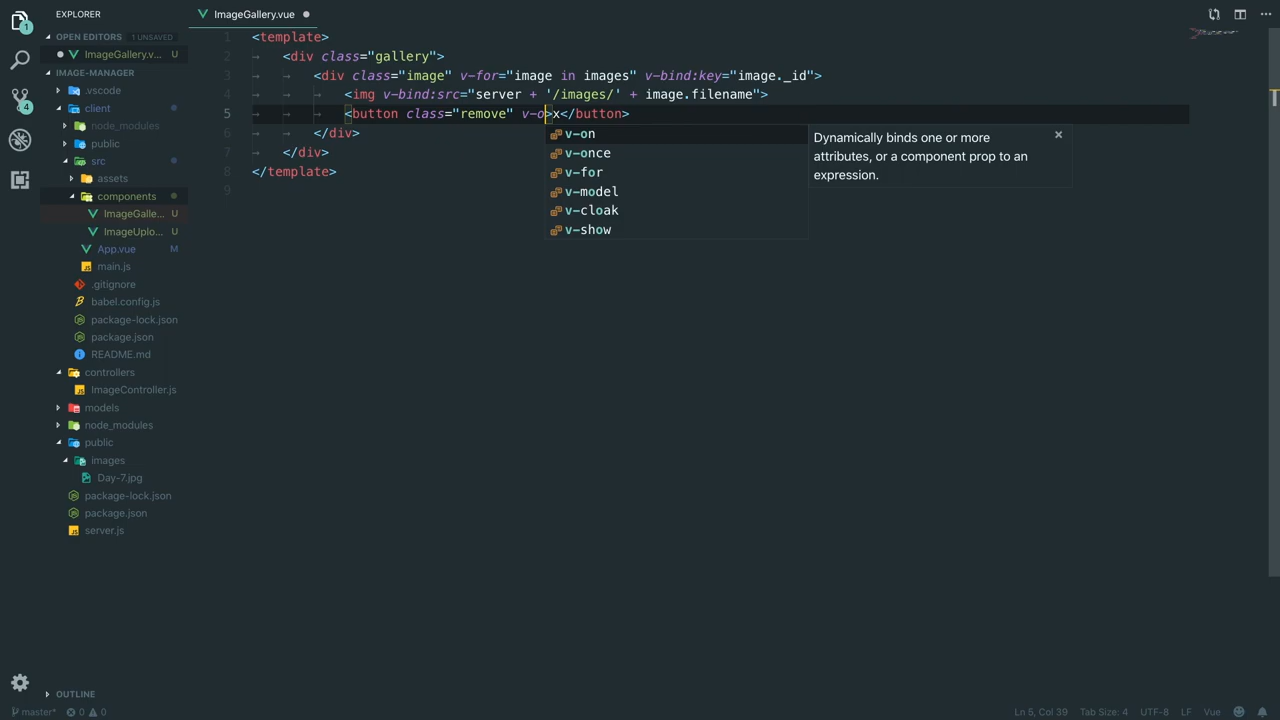 EXPLORER
OPEN EDITORS 1 UNSAVED
ImageGallery.v... U
IMAGE-MANAGER
.vscode
client
node_modules
public
src
assets
components
ImageGalle... U
ImageUplo... U
App.vue M
main.js
.gitignore
babel.config.js
package-lock.json
package.json
README.md
controllers
ImageController.js
models
node_modules
public
images
Day-7.jpg
package-lock.json
package.json
server.js
OUTLINE
1
4
ImageGallery.vue
1 <template>
2 <div class="gallery">
3 <div class="image" v-for="image in images" v-bind:key="image._id">
4 <img v-bind:src="server + '/images/' + image.filename">
5 <button class="remove" v-o>x</button>
6 </div>
7 </div>
8 </template>
9
v-on
v-once
v-for
v-model
v-cloak
v-show
Dynamically binds one or more
attributes, or a component prop to an
expression.
master* 0 0
Ln 5, Col 39 Tab Size: 4 UTF-8 LF Vue